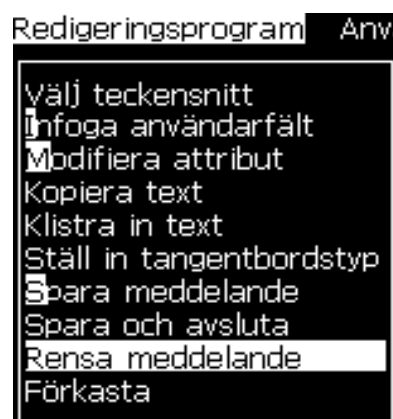 Redigeringsprogram Anv
Välj teckensnitt
Infoga användarfält
Modifiera attribut
Kopiera text
Klistra in text
Ställ in tangentbordstyp
Spara meddelande
Spara och avsluta
Rensa meddelande
Förkasta